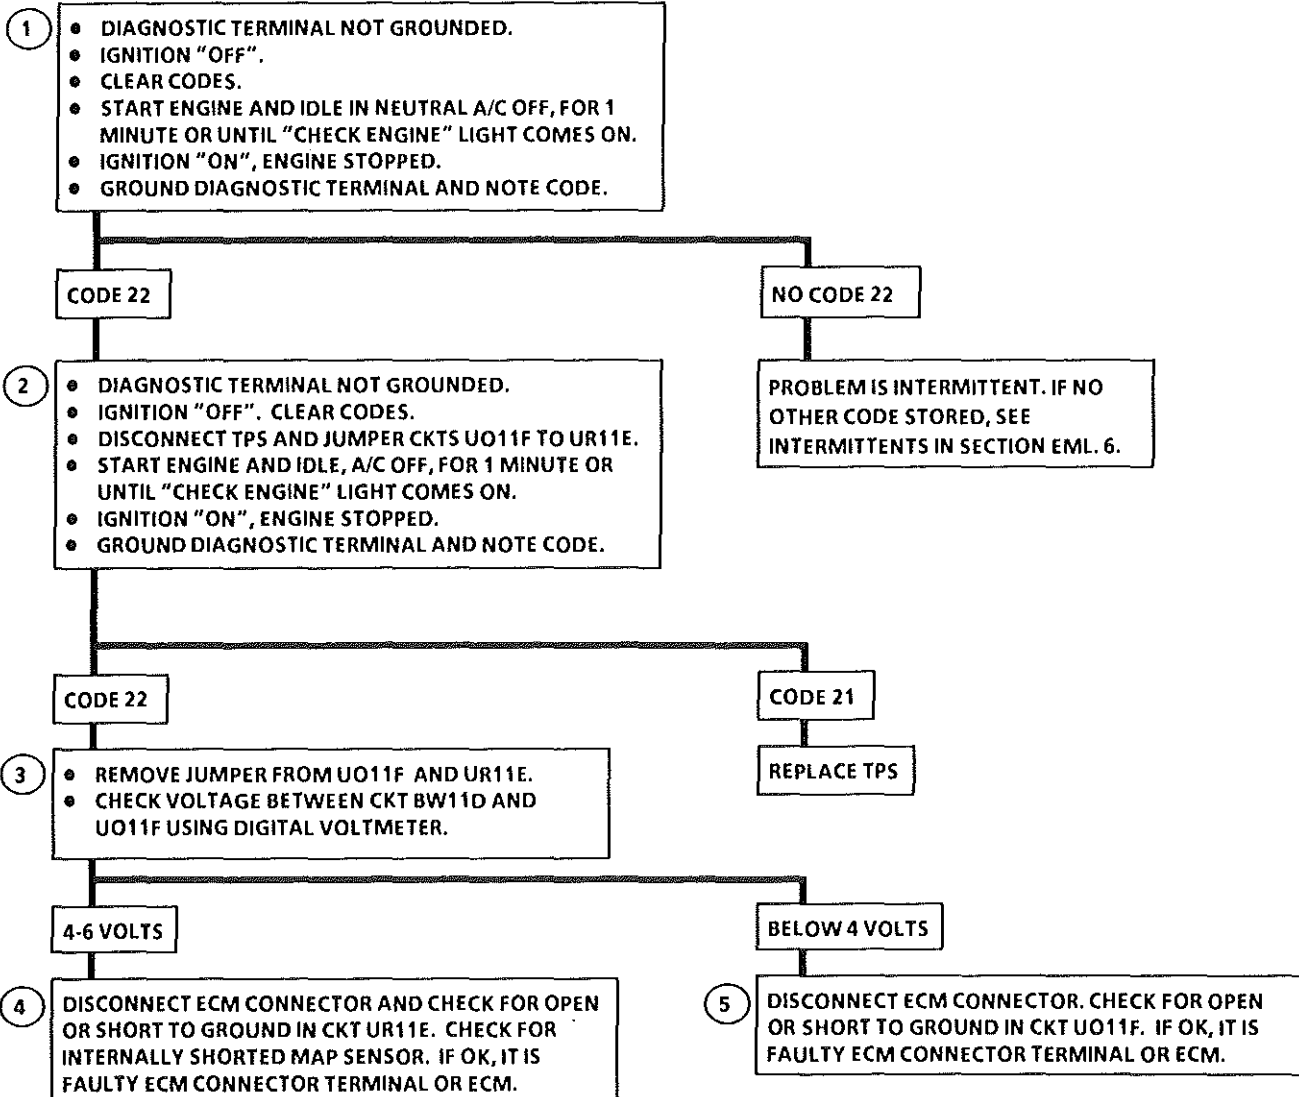 1
• DIAGNOSTIC TERMINAL NOT GROUNDED.
• IGNITION "OFF".
• CLEAR CODES.
• START ENGINE AND IDLE IN NEUTRAL A/C OFF, FOR 1
MINUTE OR UNTIL "CHECK ENGINE" LIGHT COMES ON.
• IGNITION "ON", ENGINE STOPPED.
• GROUND DIAGNOSTIC TERMINAL AND NOTE CODE.
CODE 22
NO CODE 22
2
• DIAGNOSTIC TERMINAL NOT GROUNDED.
• IGNITION "OFF". CLEAR CODES.
• DISCONNECT TPS AND JUMPER CKTS UO11F TO UR11E.
• START ENGINE AND IDLE, A/C OFF, FOR 1 MINUTE OR
UNTIL "CHECK ENGINE" LIGHT COMES ON.
• IGNITION "ON", ENGINE STOPPED.
• GROUND DIAGNOSTIC TERMINAL AND NOTE CODE.
PROBLEM IS INTERMITTENT. IF NO
OTHER CODE STORED, SEE
INTERMITTENTS IN SECTION EML. 6.
CODE 22
CODE 21
REPLACE TPS
3
• REMOVE JUMPER FROM UO11F AND UR11E.
• CHECK VOLTAGE BETWEEN CKT BW11D AND
UO11F USING DIGITAL VOLTMETER.
4-6 VOLTS
BELOW 4 VOLTS
4
DISCONNECT ECM CONNECTOR AND CHECK FOR OPEN
OR SHORT TO GROUND IN CKT UR11E. CHECK FOR
INTERNALLY SHORTED MAP SENSOR. IF OK, IT IS
FAULTY ECM CONNECTOR TERMINAL OR ECM.
5
DISCONNECT ECM CONNECTOR. CHECK FOR OPEN
OR SHORT TO GROUND IN CKT UO11F. IF OK, IT IS
FAULTY ECM CONNECTOR TERMINAL OR ECM.